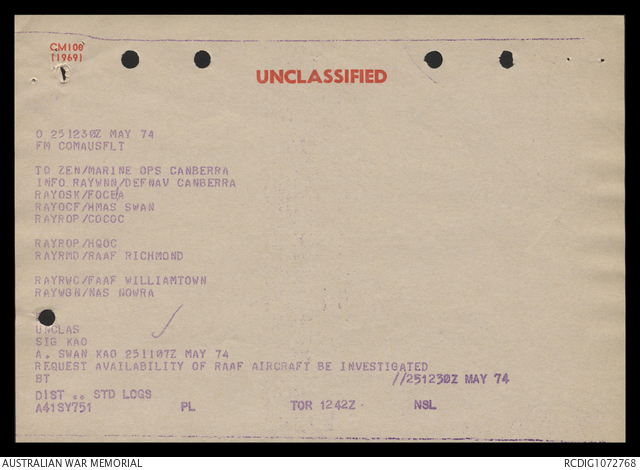 CM100
(1969)
UNCLASSIFIED
O 251230Z MAY 74
FM COMAUSFLT
TO ZEN/MARINE OPS CANBERRA
INFO RAYWNN/DEFNAV CANBERRA
RAYOSK/FOCEA
RAYOCF/HMAS SWAN
RAYROP/COCOC
RAYROP/HQOC
RAYRMD/RAAF RICHMOND
RAYRWC/FAAF WILLIAMTOWN
RAYWGN/NAS NOWRA
UNCLAS
SIG KAO
A. SWAN KAO 251107Z MAY 74
REQUEST AVAILABILITY OF RAAF AIRCRAFT BE INVESTIGATED
BT //251230Z MAY 74
DIST .. STD LOGS
A41SY751 PL TOR 1242Z. NSL
AUSTRALIAN WAR MEMORIAL RCDIG1072768